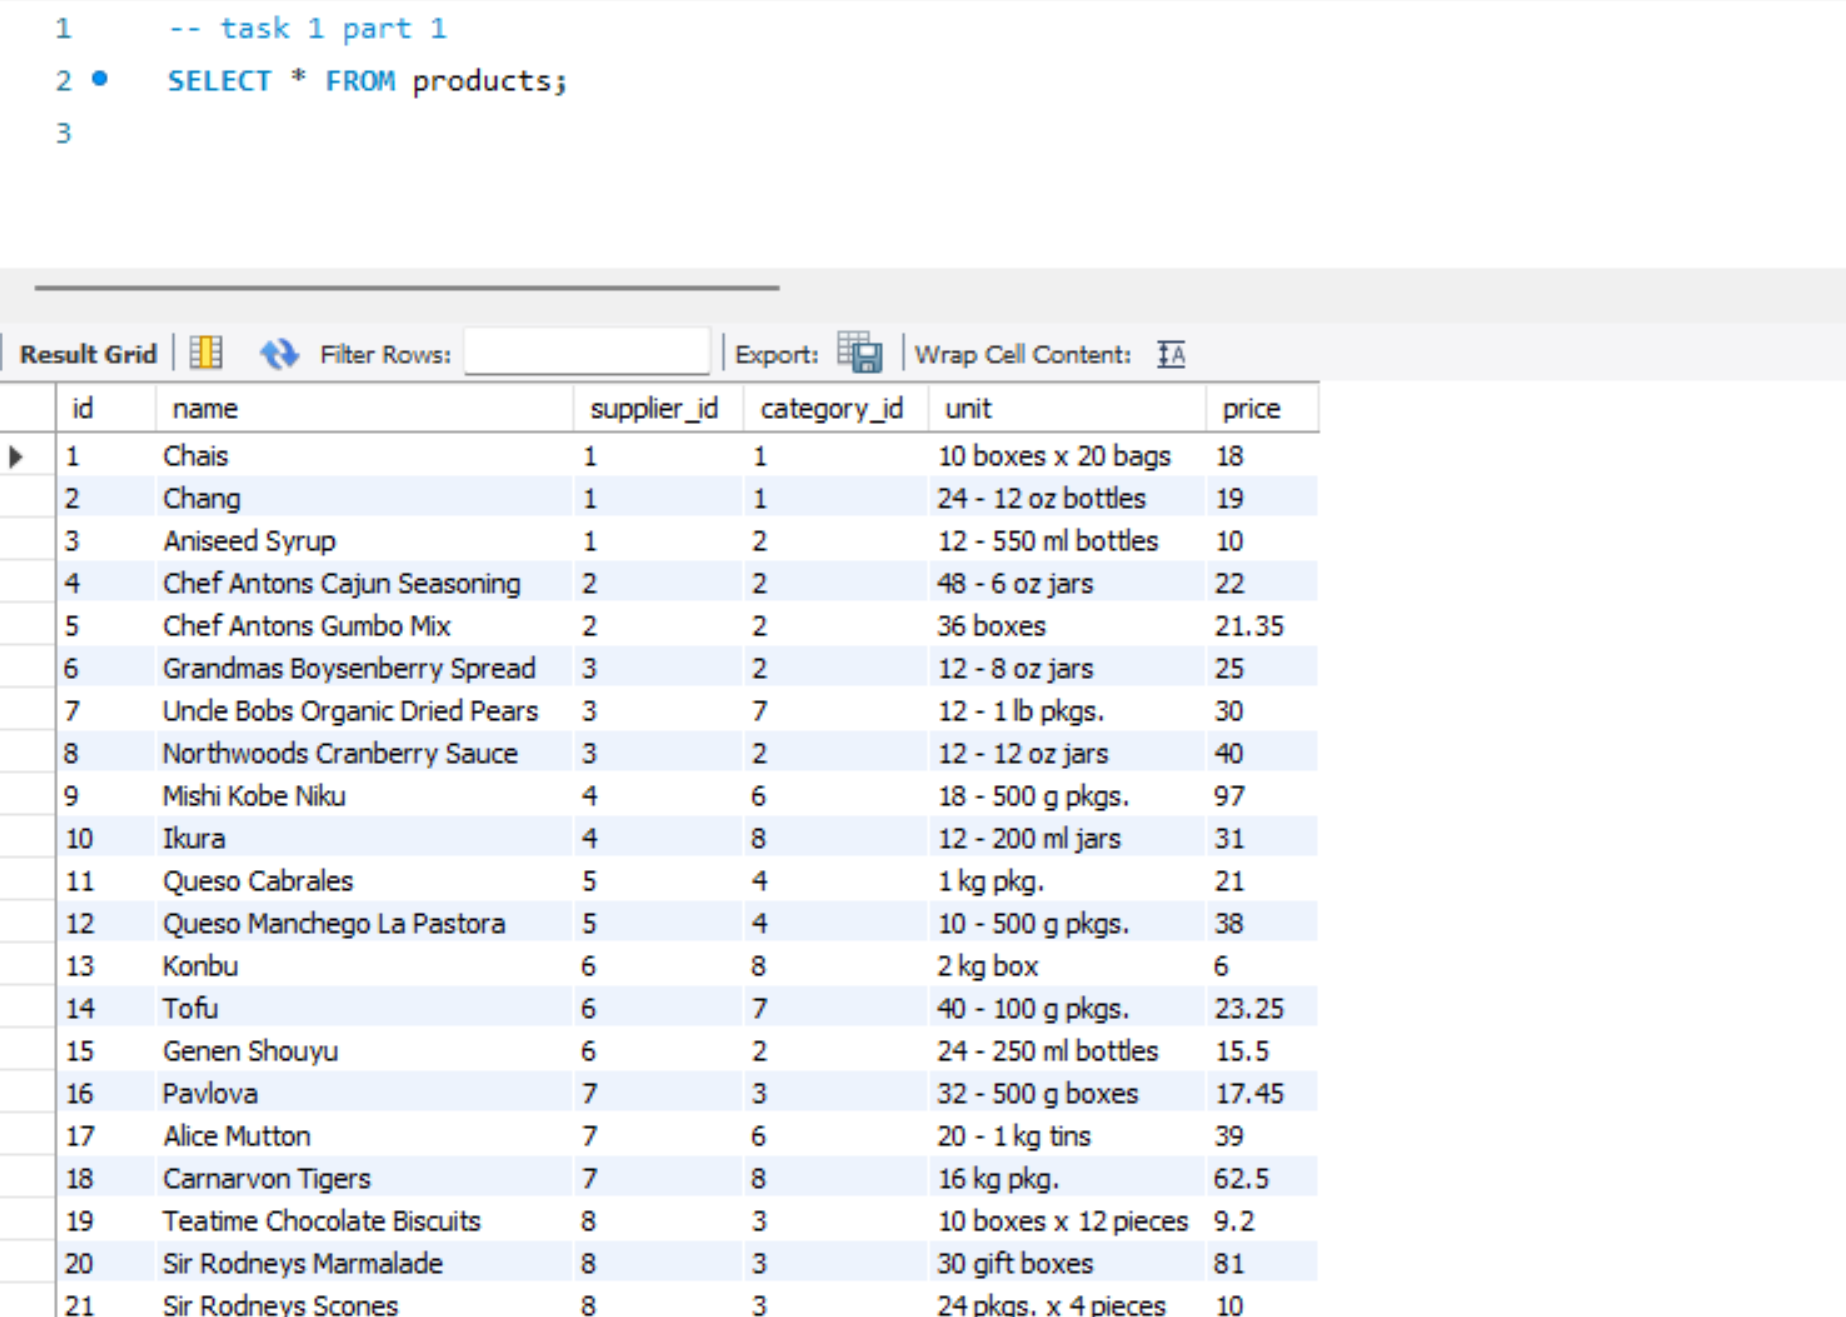 1 -- task 1 part 1
2 SELECT * FROM products;
3
Result Grid Filter Rows: Export: Wrap Cell Content: IA
id name supplier_id category_id unit price
1 Chais 1 1 10 boxes x 20 bags 18
2 Chang 1 1 24 - 12 oz bottles 19
3 Aniseed Syrup 1 2 12 - 550 ml bottles 10
4 Chef Antons Cajun Seasoning 2 2 48 - 6 oz jars 22
5 Chef Antons Gumbo Mix 2 2 36 boxes 21.35
6 Grandmas Boysenberry Spread 3 2 12 - 8 oz jars 25
7 Uncle Bobs Organic Dried Pears 3 7 12 - 1 lb pkgs. 30
8 Northwoods Cranberry Sauce 3 2 12 - 12 oz jars 40
9 Mishi Kobe Niku 4 6 18 - 500 g pkgs. 97
10 Ikura 4 8 12 - 200 ml jars 31
11 Queso Cabrales 5 4 1 kg pkg. 21
12 Queso Manchego La Pastora 5 4 10 - 500 g pkgs. 38
13 Konbu 6 8 2 kg box 6
14 Tofu 6 7 40 - 100 g pkgs. 23.25
15 Genen Shouyu 6 2 24 - 250 ml bottles 15.5
16 Pavlova 7 3 32 - 500 g boxes 17.45
17 Alice Mutton 7 6 20 - 1 kg tins 39
18 Carnarvon Tigers 7 8 16 kg pkg. 62.5
19 Teatime Chocolate Biscuits 8 3 10 boxes x 12 pieces 9.2
20 Sir Rodneys Marmalade 8 3 30 gift boxes 81
21 Sir Rodneys Scones 8 3 24 pkgs. x 4 pieces 10